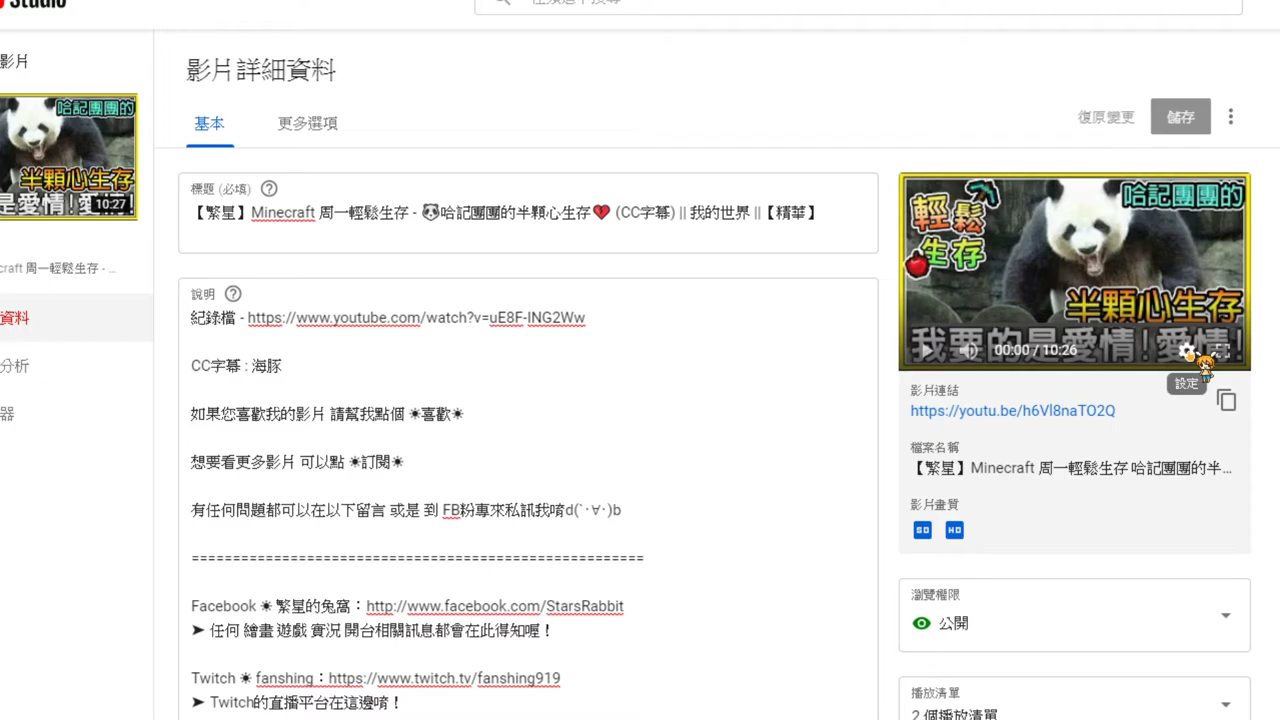 Studio
在頻道中搜尋
影片
影片詳細資料
復原變更
儲存
基本
更多選項
哈記團團的
半顆心生存
是愛情!愛
10:27
craft 周一輕鬆生存 - ...
資料
分析
器
標題 (必填)
【繁星】Minecraft 周一輕鬆生存 - 🐼哈記團團的半顆心生存💔 (CC字幕) || 我的世界 ||【精華】
說明
紀錄檔 - https://www.youtube.com/watch?v=uE8F-ING2Ww
CC字幕 : 海豚
如果您喜歡我的影片 請幫我點個 ☀喜歡☀
想要看更多影片 可以點 ☀訂閱☀
有任何問題都可以在以下留言 或是 到 FB粉專來私訊我唷d(`･∀･)b
======================================================
Facebook ☀ 繁星的兔窩：http://www.facebook.com/StarsRabbit
➤ 任何 繪畫 遊戲 實況 開台相關訊息都會在此得知喔！
Twitch ☀ fanshing：https://www.twitch.tv/fanshing919
➤ Twitch的直播平台在這邊唷！
輕鬆
生存
哈記團團的
半顆心生存
我要的是愛情!愛情!
00:00 / 10:26
設定
影片連結
https://youtu.be/h6Vl8naTO2Q
檔案名稱
【繁星】Minecraft 周一輕鬆生存 哈記團團的半...
影片畫質
SD HD
瀏覽權限
公開
播放清單
2 個播放清單